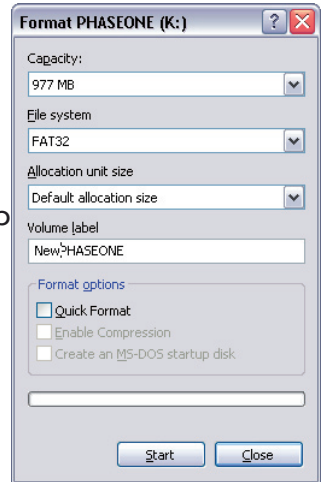 Format PHASEONE (K:)
Capacity:
977 MB
File system
FAT32
Allocation unit size
Default allocation size
Volume label
NewPHASEONE
Format options
Quick Format
Enable Compression
Create an MS-DOS startup disk
Start Close